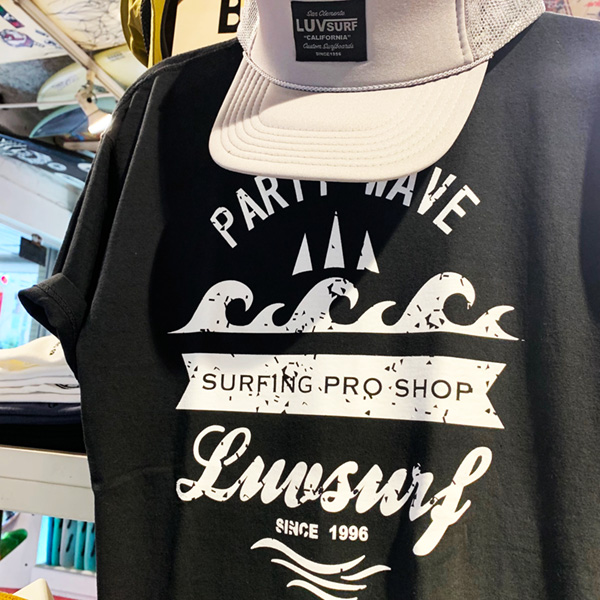 San Clemente
LUVSURF
"CALIFORNIA"
Custom Surfboards
SINCE 1996
PARTY WAVE
SURFING PRO SHOP
Luvsurf
SINCE 1996